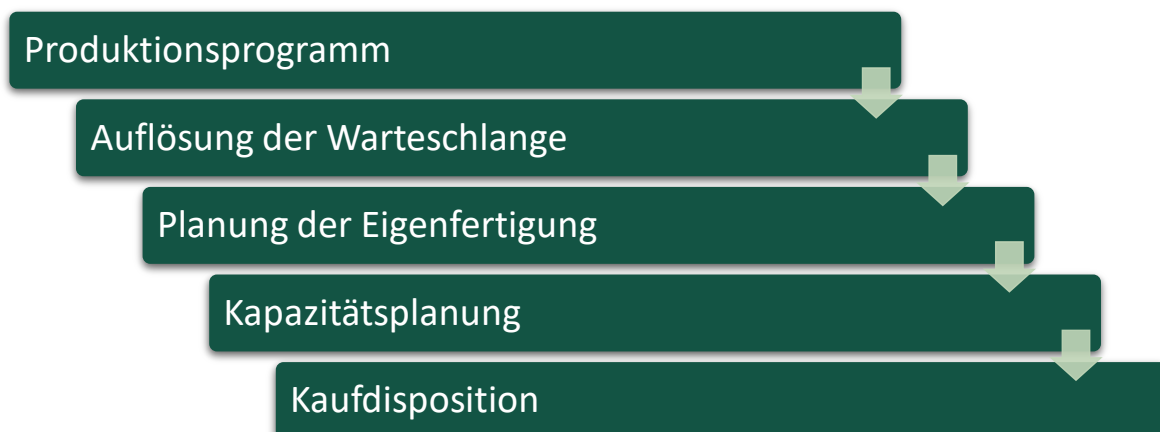 Produktionsprogramm
Auflösung der Warteschlange
Planung der Eigenfertigung
Kapazitätsplanung
Kaufdisposition